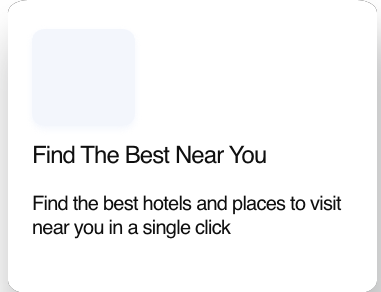 Find The Best Near You
Find the best hotels and places to visit
near you in a single click